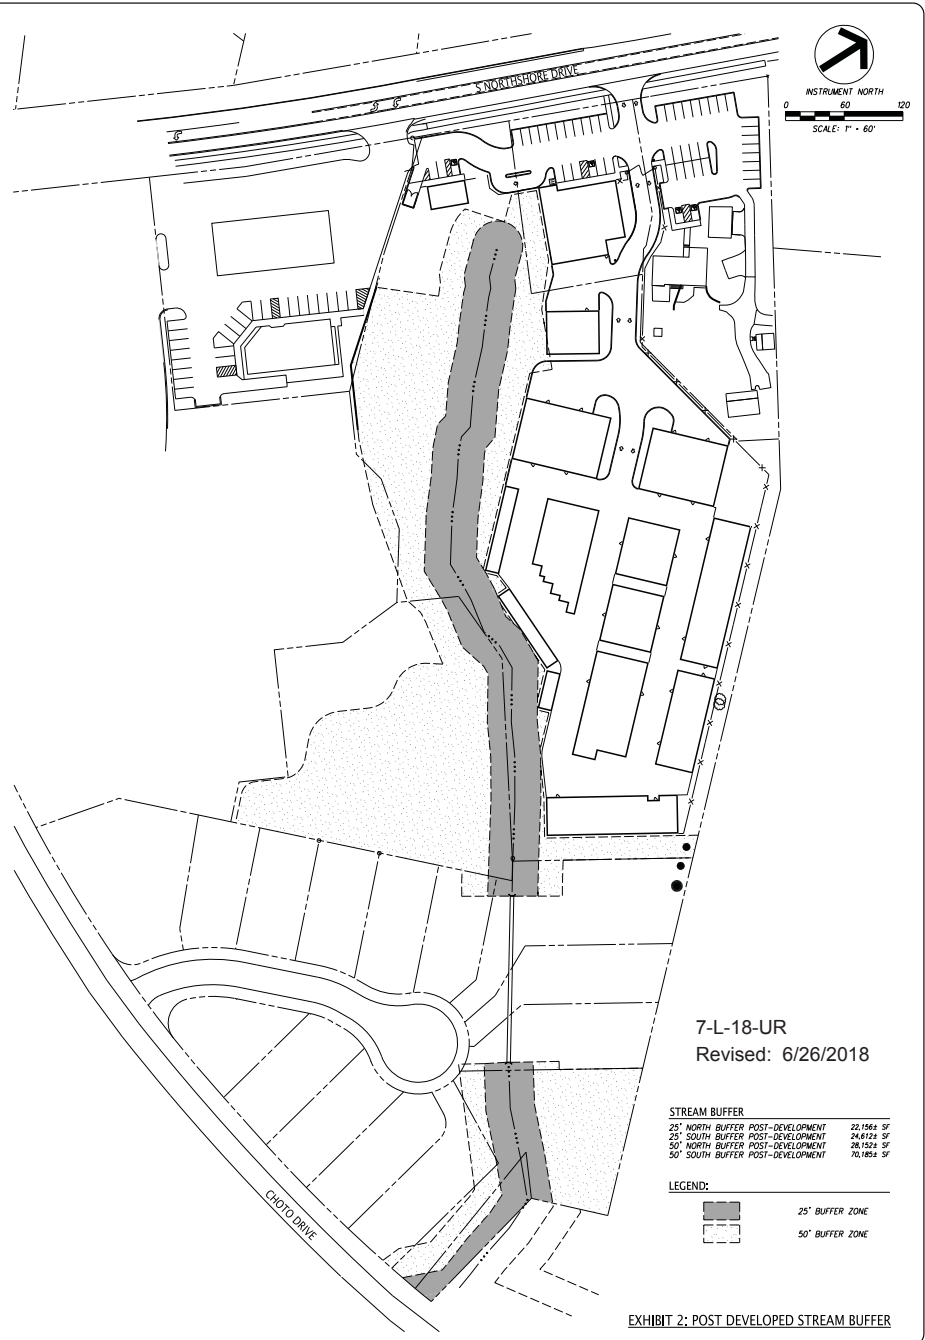 S NORTHSHORE DRIVE
INSTRUMENT NORTH
0 60 120
SCALE: 1" = 60'
7-L-18-UR
Revised: 6/26/2018
STREAM BUFFER
25' NORTH BUFFER POST-DEVELOPMENT 22,156± SF
25' SOUTH BUFFER POST-DEVELOPMENT 24,612± SF
50' NORTH BUFFER POST-DEVELOPMENT 28,152± SF
50' SOUTH BUFFER POST-DEVELOPMENT 70,185± SF
LEGEND:
25' BUFFER ZONE
50' BUFFER ZONE
CHOTO DRIVE
EXHIBIT 2: POST DEVELOPED STREAM BUFFER